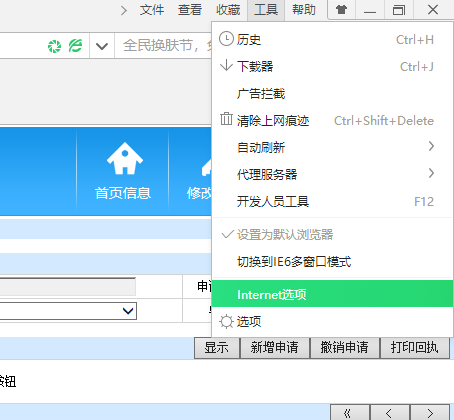 文件 查看 收藏 工具 帮助
全民换肤节,
历史 Ctrl+H
下载器 Ctrl+J
广告拦截
清除上网痕迹 Ctrl+Shift+Delete
自动刷新
代理服务器
开发人员工具 F12
设置为默认浏览器
切换到IE6多窗口模式
Internet选项
选项
首页信息 修改
申请
显示 新增申请 撤销申请 打印回执
按钮